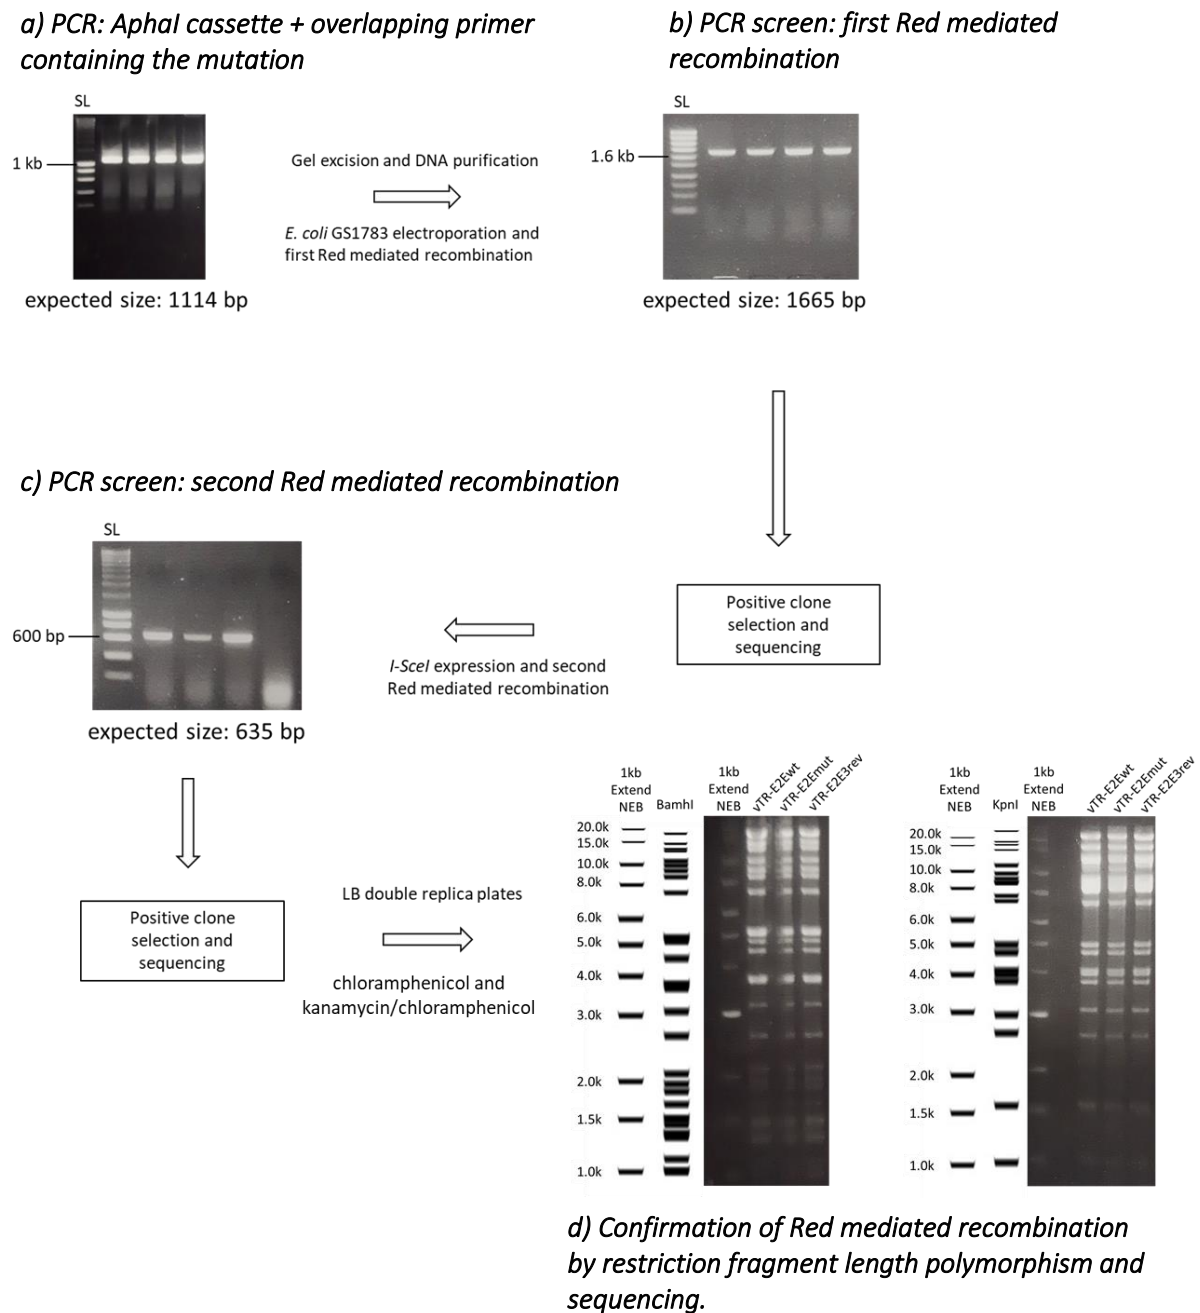 a) PCR: AphaI cassette + overlapping primer
containing the mutation
SL
1 kb
expected size: 1114 bp
Gel excision and DNA purification
E. coli GS1783 electroporation and
first Red mediated recombination
b) PCR screen: first Red mediated
recombination
SL
1.6 kb
expected size: 1665 bp
Positive clone
selection and
sequencing
I-SceI expression and second
Red mediated recombination
c) PCR screen: second Red mediated recombination
SL
600 bp
expected size: 635 bp
Positive clone
selection and
sequencing
LB double replica plates
chloramphenicol and
kanamycin/chloramphenicol
1kb
Extend
NEB
BamhI
1kb
Extend
NEB
vTR-E2Ewt
vTR-E2Emut
vTR-E2E3rev
20.0k
15.0k
10.0k
8.0k
6.0k
5.0k
4.0k
3.0k
2.0k
1.5k
1.0k
1kb
Extend
NEB
KpnI
1kb
Extend
NEB
vTR-E2Ewt
vTR-E2Emut
vTR-E2E3rev
20.0k
15.0k
10.0k
8.0k
6.0k
5.0k
4.0k
3.0k
2.0k
1.5k
1.0k
d) Confirmation of Red mediated recombination
by restriction fragment length polymorphism and
sequencing.